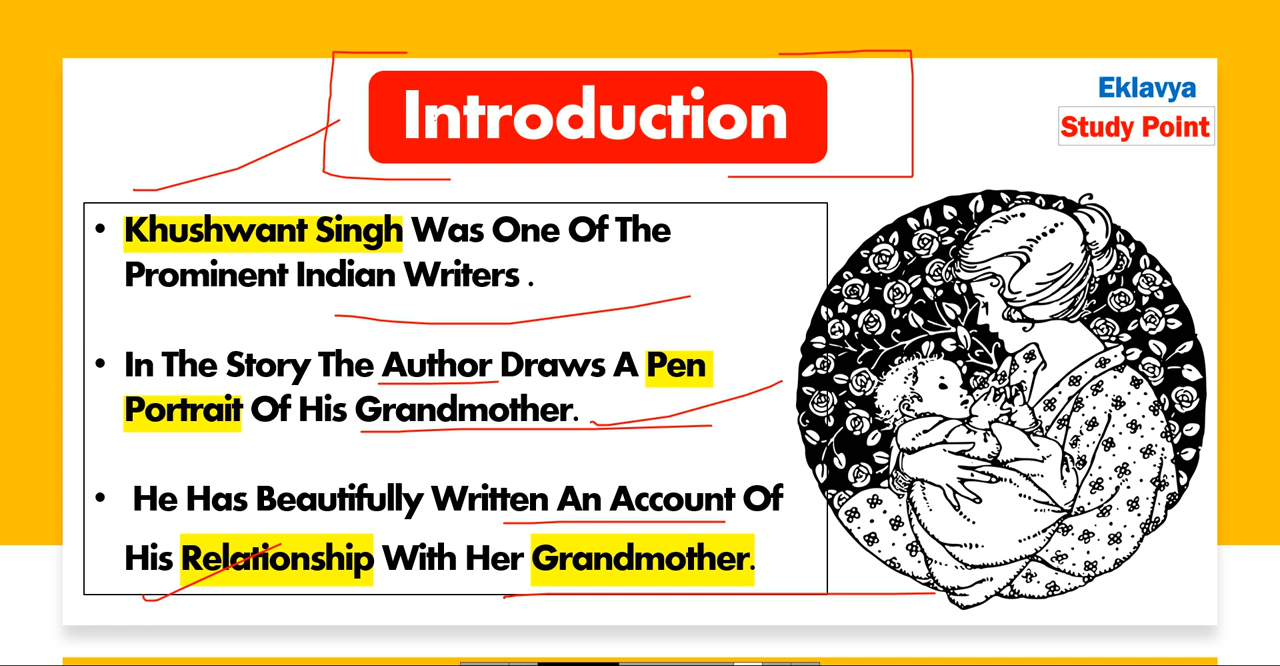 Introduction
Eklavya
Study Point
• Khushwant Singh Was One Of The
Prominent Indian Writers .
• In The Story The Author Draws A Pen
Portrait Of His Grandmother.
• He Has Beautifully Written An Account Of
His Relationship With Her Grandmother.